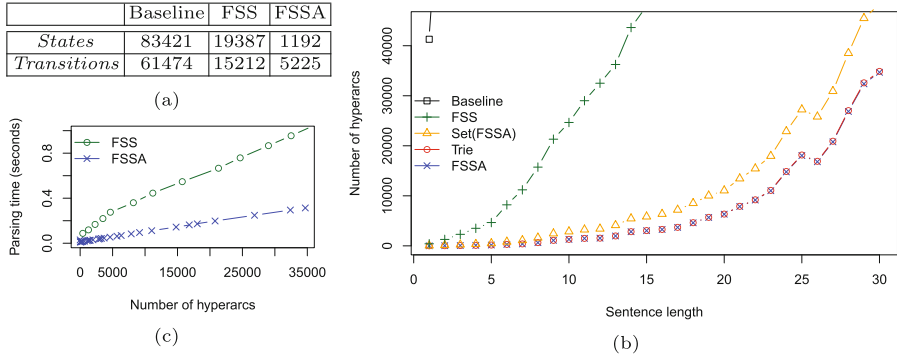 Baseline FSS FSSA
States 83421 19387 1192
Transitions 61474 15212 5225
(a)
Parsing time (seconds)
0.0 0.4 0.8
FSS
FSSA
0 5000 15000 25000 35000
Number of hyperarcs
(c)
Number of hyperarcs
0 10000 20000 30000 40000
Baseline
FSS
Set(FSSA)
Trie
FSSA
0 5 10 15 20 25 30
Sentence length
(b)